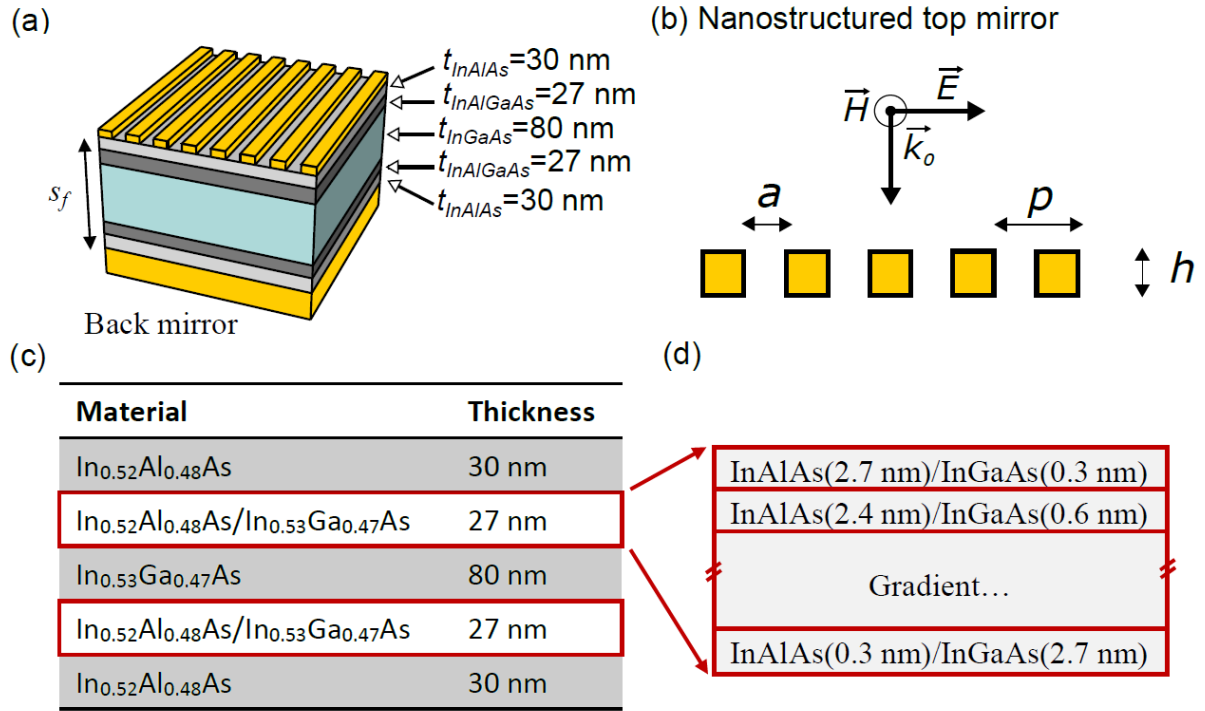 (a)
t_InAlAs=30 nm
t_InAlGaAs=27 nm
t_InGaAs=80 nm
t_InAlGaAs=27 nm
t_InAlAs=30 nm
s_f
Back mirror
(b) Nanostructured top mirror
H E
k_o
a p
h
(c)
Material Thickness
In0.52Al0.48As 30 nm
In0.52Al0.48As/In0.53Ga0.47As 27 nm
In0.53Ga0.47As 80 nm
In0.52Al0.48As/In0.53Ga0.47As 27 nm
In0.52Al0.48As 30 nm
(d)
InAlAs(2.7 nm)/InGaAs(0.3 nm)
InAlAs(2.4 nm)/InGaAs(0.6 nm)
Gradient…
InAlAs(0.3 nm)/InGaAs(2.7 nm)